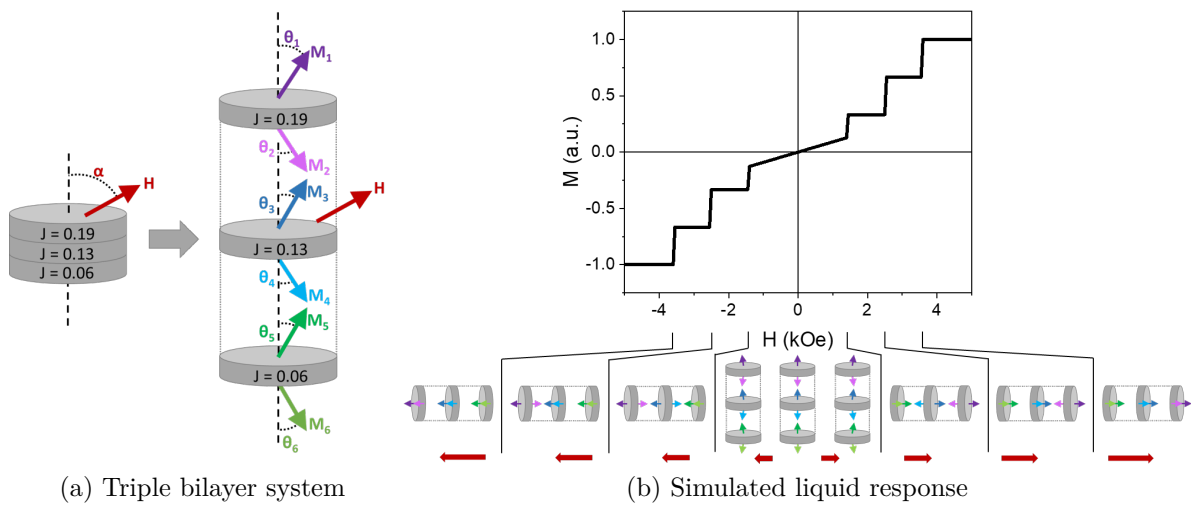 θ1
M1
J = 0.19
θ2
M2
M3
α
H
θ3
H
J = 0.19
J = 0.13
J = 0.06
J = 0.13
θ4
M4
M5
θ5
J = 0.06
M6
θ6
(a) Triple bilayer system
M (a.u.)
1.0
0.5
0.0
-0.5
-1.0
-4 -2 0 2 4
H (kOe)
(b) Simulated liquid response